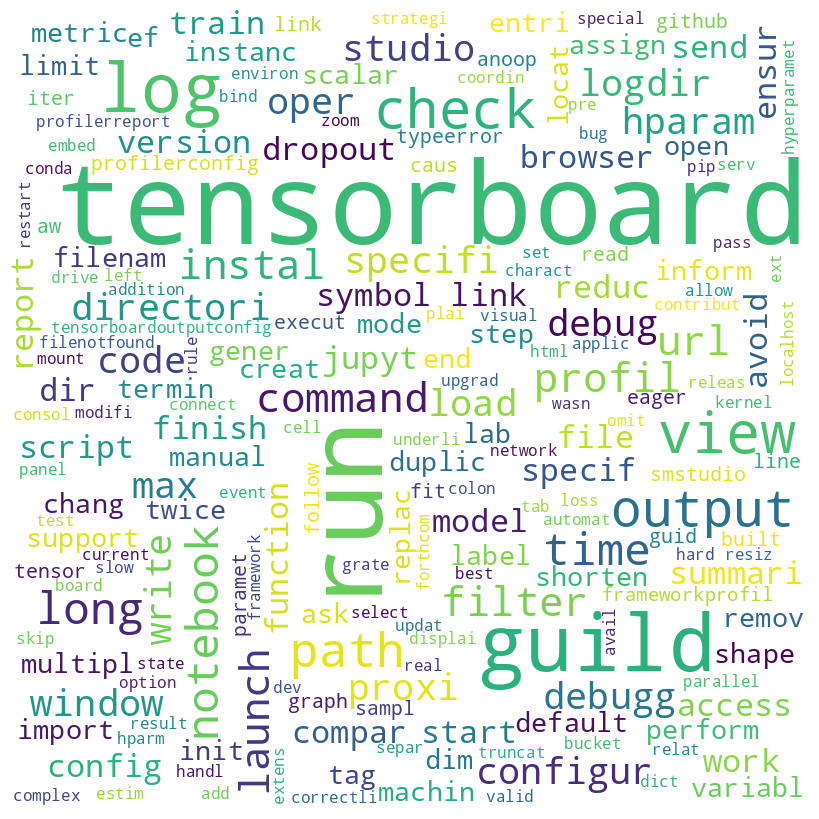 strategi special
metric ef train link entri github
instanc studio anoop assign send
limit log environ scalar coordin locat ensur
iter bind oper check logdir hyperparamet
profilerreport zoom pre hparam
embed version typeerror bug
conda profilerconfig dropout caus browser open
pip serv
restart aw tensorboard
pass
filenam instal specifi set read inform ext
report drive left charact allow
addition symbol link reduc contribut
directori plai visual debug avoid localhost
tensorboardoutputconfig execut mode step html applic url
filenotfound rule code gener jupyt end
mount creat upgrad profil releas
dir termin command load eager kernel
consol modifi connect wasn omit
script finish cell run underli lab file view
panel manual network line
max duplic specif smstudio
chang twice event follow fit colon tab loss
test automat output
support write notebook function replac model guid built
current time hard resiz
tensor slow paramet framework grate label forthcom shorten summari
board best
long select filter frameworkprofil
skip ask updat guild remov
path displai avail
multipl state launch real shape
option dev proxi parallel
window graph sampl debugg access
import result compar start default perform
hparm init separ bucket relat
config handl extens tag dim truncat configur work
dict variabl
complex estim add correctli machin valid